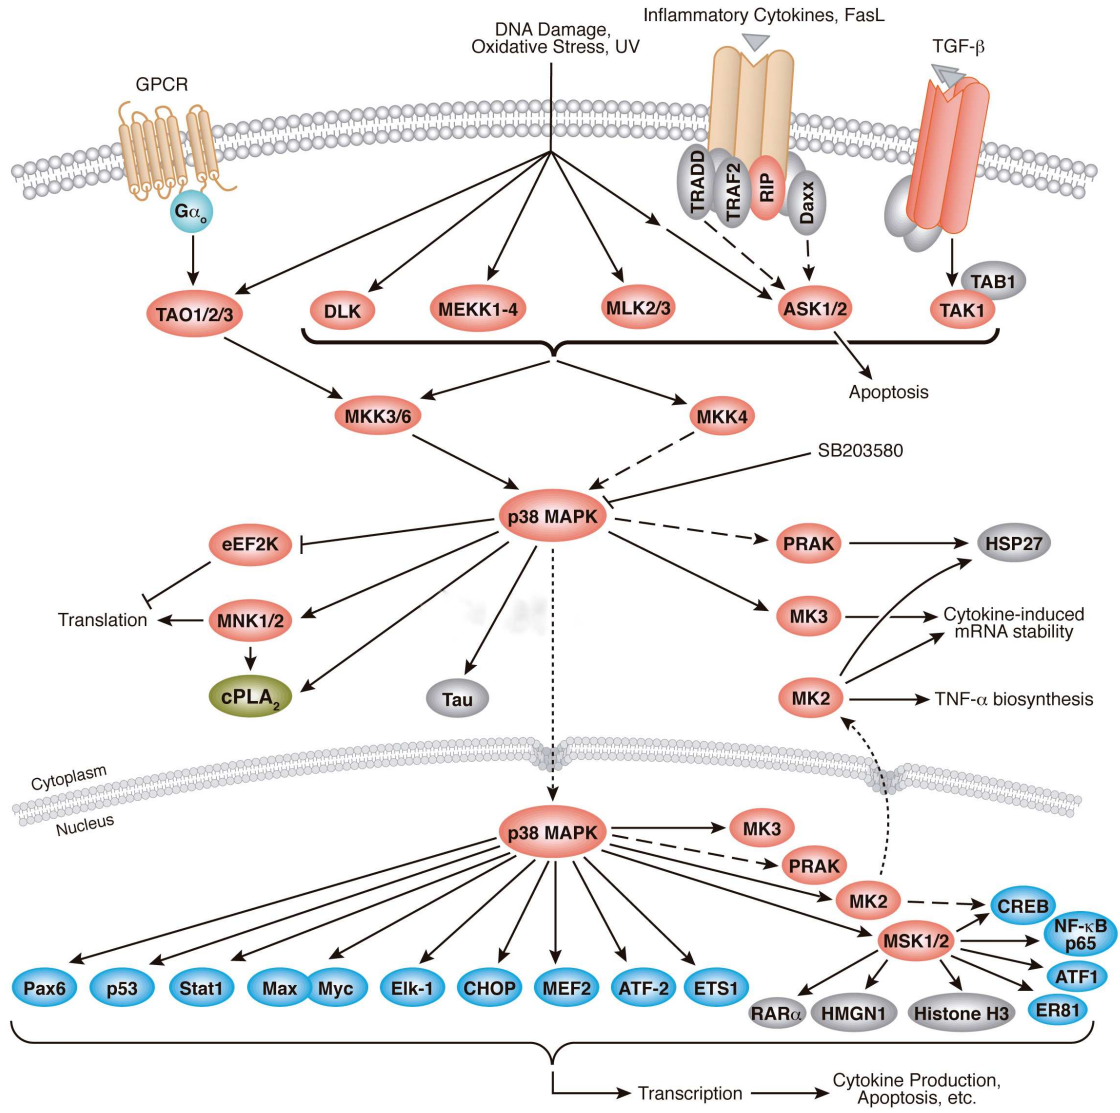 Inflammatory Cytokines, FasL
DNA Damage,
Oxidative Stress, UV
TGF-β
GPCR
TRADD
TRAF2
RIP
Daxx
Gαo
TAB1
TAO1/2/3
DLK
MEKK1-4
MLK2/3
ASK1/2
TAK1
Apoptosis
MKK3/6
MKK4
SB203580
p38 MAPK
eEF2K
PRAK
HSP27
Translation
MNK1/2
MK3
Cytokine-induced
mRNA stability
cPLA2
Tau
MK2
TNF-α biosynthesis
Cytoplasm
Nucleus
p38 MAPK
MK3
PRAK
MK2
CREB
MSK1/2
NF-κB
p65
ATF1
Pax6
p53
Stat1
Max
Myc
Elk-1
CHOP
MEF2
ATF-2
ETS1
RARα
HMGN1
Histone H3
ER81
Transcription
Cytokine Production,
Apoptosis, etc.